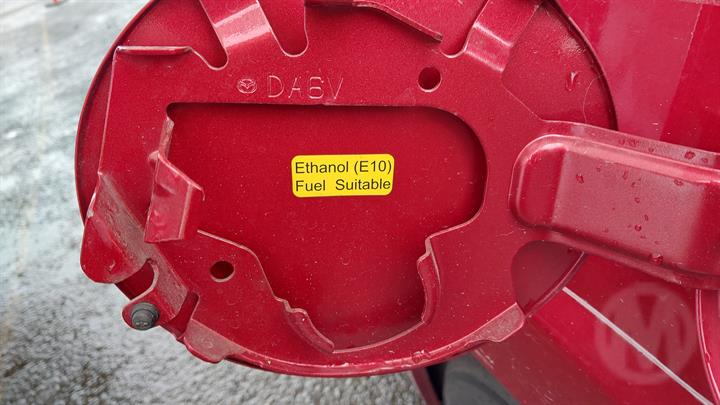 DA6V
Ethanol (E10)
Fuel Suitable